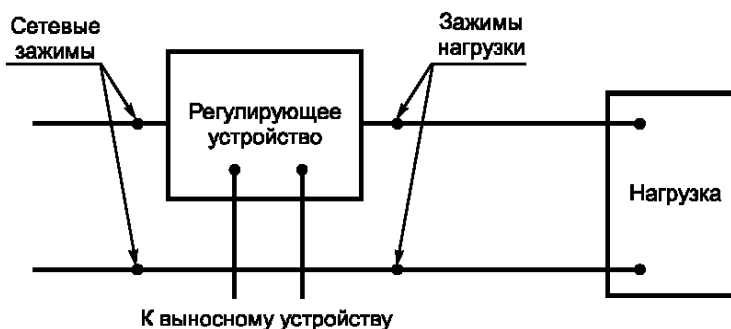 Сетевые
зажимы
Зажимы
нагрузки
Регулирующее
устройство
Нагрузка
К выносному устройству